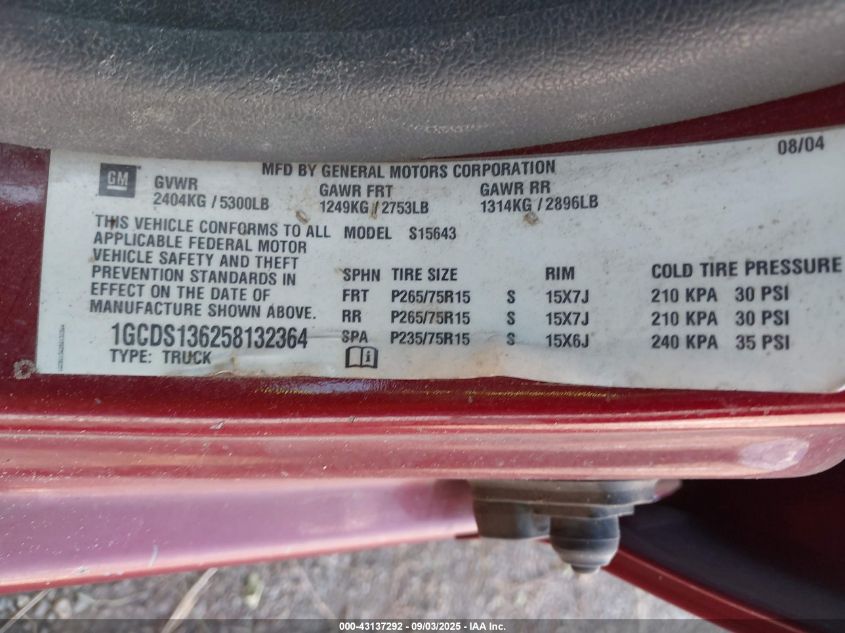 08/04
GM
MFD BY GENERAL MOTORS CORPORATION
GVWR GAWR FRT GAWR RR
2404KG / 5300LB 1249KG / 2753LB 1314KG / 2896LB
THIS VEHICLE CONFORMS TO ALL MODEL S15643
APPLICABLE FEDERAL MOTOR
VEHICLE SAFETY AND THEFT
PREVENTION STANDARDS IN SPHN TIRE SIZE RIM COLD TIRE PRESSURE
EFFECT ON THE DATE OF FRT P265/75R15 S 15X7J 210 KPA 30 PSI
MANUFACTURE SHOWN ABOVE. RR P265/75R15 S 15X7J 210 KPA 30 PSI
1GCDS136258132364 SPA P235/75R15 S 15X6J 240 KPA 35 PSI
TYPE: TRUCK
000-43137292 - 09/03/2025 - IAA Inc.